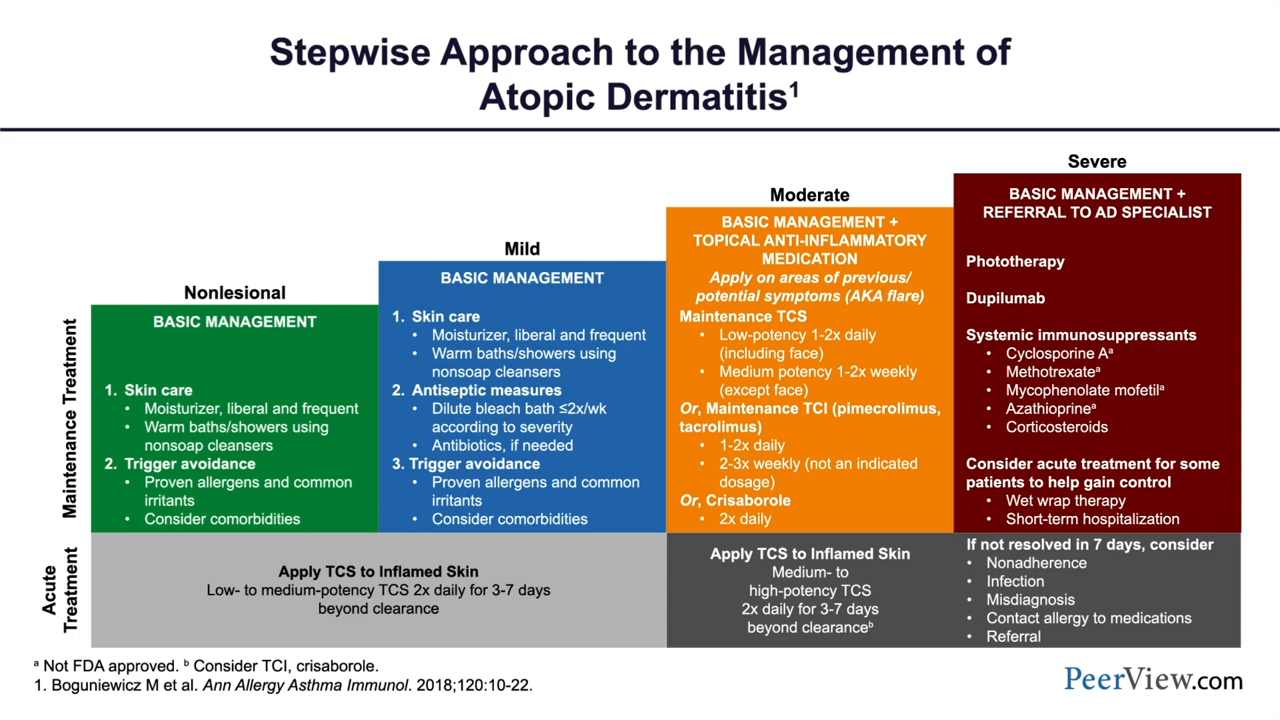 Stepwise Approach to the Management of
Atopic Dermatitis¹
Nonlesional
BASIC MANAGEMENT
1. Skin care
• Moisturizer, liberal and frequent
• Warm baths/showers using
nonsoap cleansers
2. Trigger avoidance
• Proven allergens and common
irritants
• Consider comorbidities
Mild
BASIC MANAGEMENT
1. Skin care
• Moisturizer, liberal and frequent
• Warm baths/showers using
nonsoap cleansers
2. Antiseptic measures
• Dilute bleach bath ≤2x/wk
according to severity
• Antibiotics, if needed
3. Trigger avoidance
• Proven allergens and common
irritants
• Consider comorbidities
Moderate
BASIC MANAGEMENT +
TOPICAL ANTI-INFLAMMATORY
MEDICATION
Apply on areas of previous/
potential symptoms (AKA flare)
Maintenance TCS
• Low-potency 1-2x daily
(including face)
• Medium potency 1-2x weekly
(except face)
Or, Maintenance TCI (pimecrolimus,
tacrolimus)
• 1-2x daily
• 2-3x weekly (not an indicated
dosage)
Or, Crisaborole
• 2x daily
Severe
BASIC MANAGEMENT +
REFERRAL TO AD SPECIALIST
Phototherapy
Dupilumab
Systemic immunosuppressants
• Cyclosporine Aᵃ
• Methotrexateᵃ
• Mycophenolate mofetilᵃ
• Azathioprineᵃ
• Corticosteroids
Consider acute treatment for some
patients to help gain control
• Wet wrap therapy
• Short-term hospitalization
Maintenance Treatment
Acute
Treatment
Apply TCS to Inflamed Skin
Low- to medium-potency TCS 2x daily for 3-7 days
beyond clearance
Apply TCS to Inflamed Skin
Medium- to
high-potency TCS
2x daily for 3-7 days
beyond clearanceᵇ
If not resolved in 7 days, consider
• Nonadherence
• Infection
• Misdiagnosis
• Contact allergy to medications
• Referral
ᵃ Not FDA approved. ᵇ Consider TCI, crisaborole.
1. Boguniewicz M et al. Ann Allergy Asthma Immunol. 2018;120:10-22.
PeerView.com